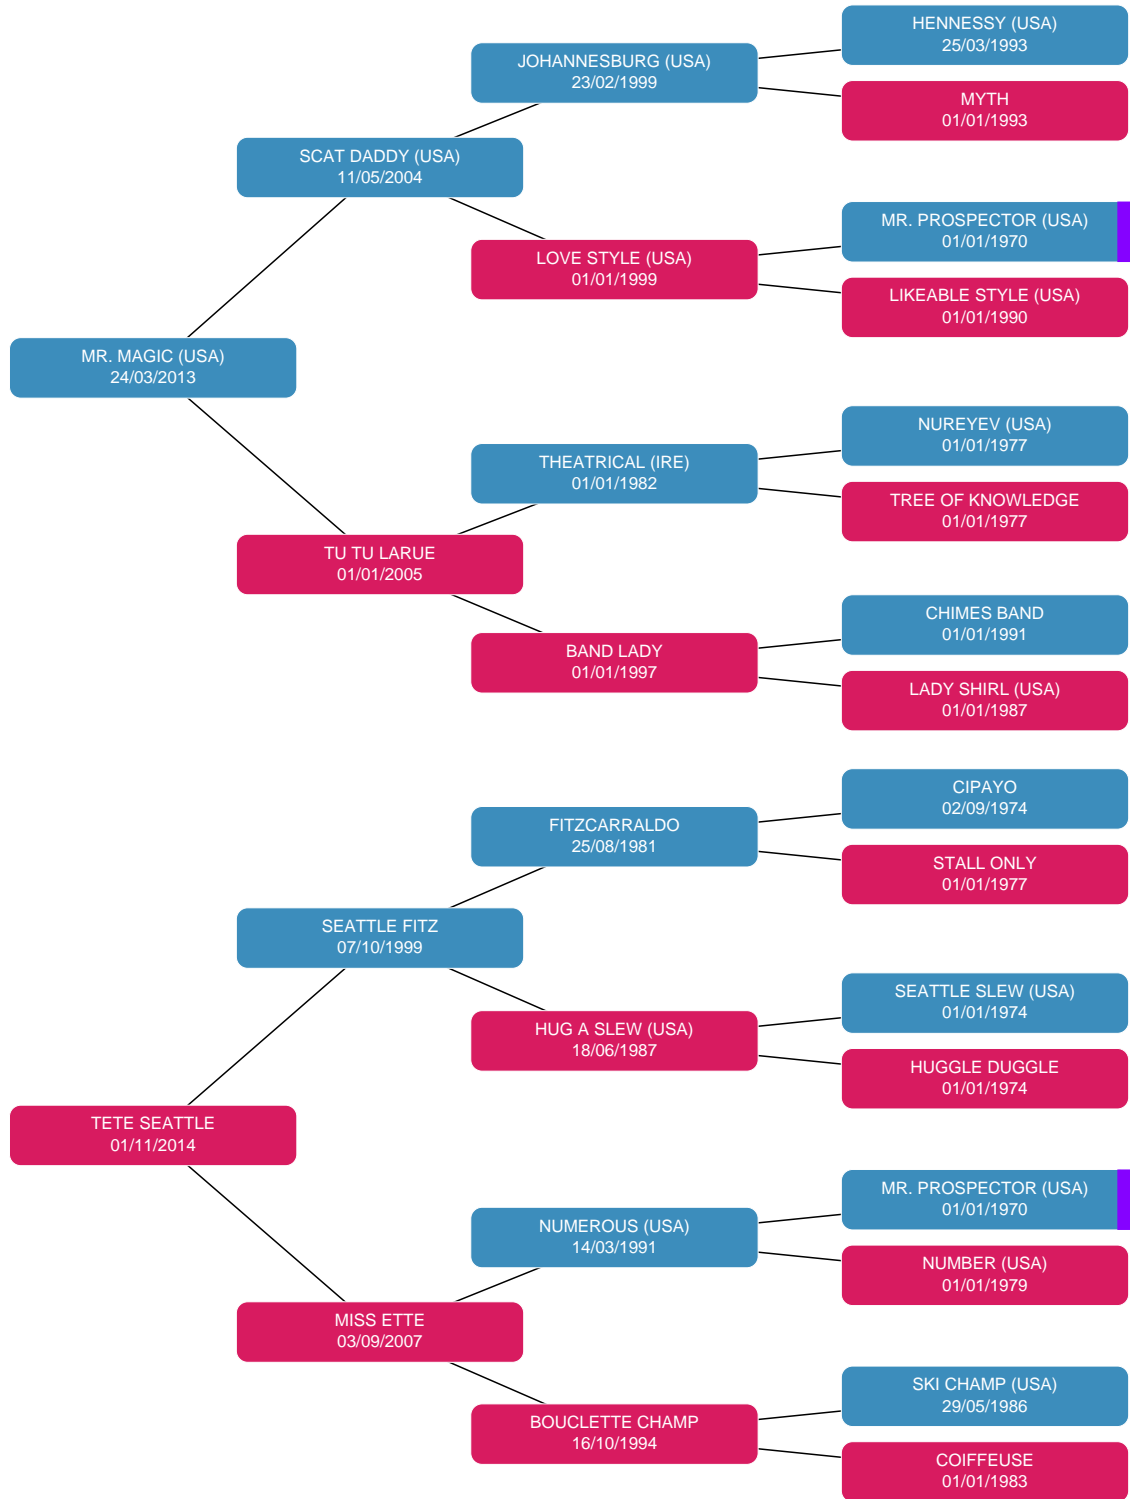 HENNESSY (USA)
25/03/1993
JOHANNESBURG (USA)
23/02/1999
MYTH
01/01/1993
SCAT DADDY (USA)
11/05/2004
MR. PROSPECTOR (USA)
01/01/1970
LOVE STYLE (USA)
01/01/1999
LIKEABLE STYLE (USA)
01/01/1990
MR. MAGIC (USA)
24/03/2013
NUREYEV (USA)
01/01/1977
THEATRICAL (IRE)
01/01/1982
TREE OF KNOWLEDGE
01/01/1977
TU TU LARUE
01/01/2005
CHIMES BAND
01/01/1991
BAND LADY
01/01/1997
LADY SHIRL (USA)
01/01/1987
CIPAYO
02/09/1974
FITZCARRALDO
25/08/1981
STALL ONLY
01/01/1977
SEATTLE FITZ
07/10/1999
SEATTLE SLEW (USA)
01/01/1974
HUG A SLEW (USA)
18/06/1987
HUGGLE DUGGLE
01/01/1974
TETE SEATTLE
01/11/2014
MR. PROSPECTOR (USA)
01/01/1970
NUMEROUS (USA)
14/03/1991
NUMBER (USA)
01/01/1979
MISS ETTE
03/09/2007
SKI CHAMP (USA)
29/05/1986
BOUCLETTE CHAMP
16/10/1994
COIFFEUSE
01/01/1983